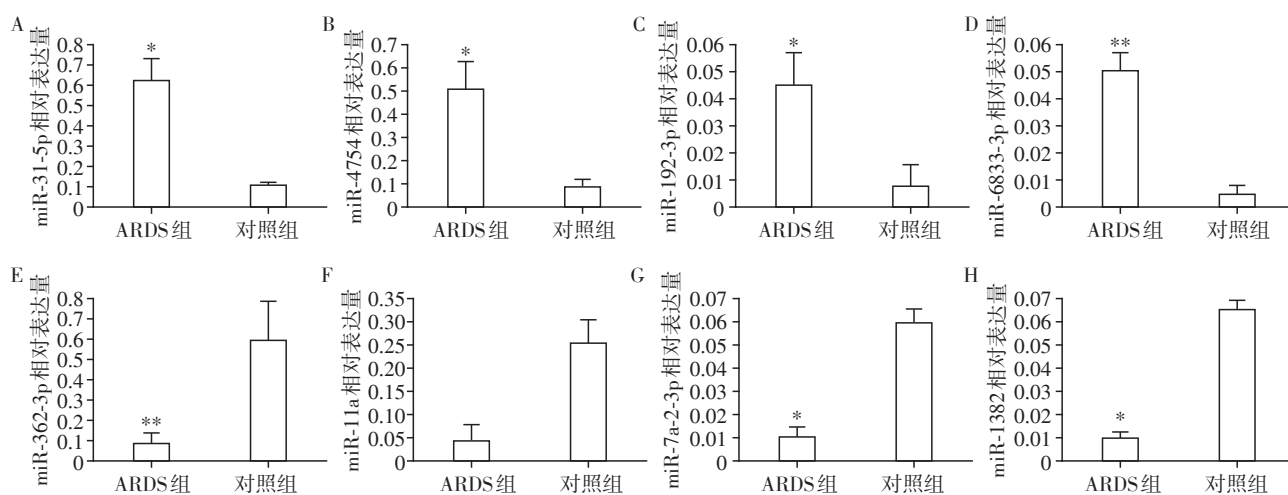 A
miR-31-5p相对表达量
0.8
0.7
0.6
0.5
0.4
0.3
0.2
0.1
0
*
ARDS组
对照组
B
miR-4754相对表达量
0.7
0.6
0.5
0.4
0.3
0.2
0.1
0
*
ARDS组
对照组
C
miR-192-3p相对表达量
0.06
0.05
0.04
0.03
0.02
0.01
0
*
ARDS组
对照组
D
miR-6833-3p相对表达量
0.06
0.05
0.04
0.03
0.02
0.01
0
**
ARDS组
对照组
E
miR-362-3p相对表达量
0.8
0.7
0.6
0.5
0.4
0.3
0.2
0.1
0
**
ARDS组
对照组
F
miR-11a相对表达量
0.35
0.30
0.25
0.20
0.15
0.10
0.05
0
ARDS组
对照组
G
miR-7a-2-3p相对表达量
0.07
0.06
0.05
0.04
0.03
0.02
0.01
0
*
ARDS组
对照组
H
miR-1382相对表达量
0.07
0.06
0.05
0.04
0.03
0.02
0.01
0
*
ARDS组
对照组